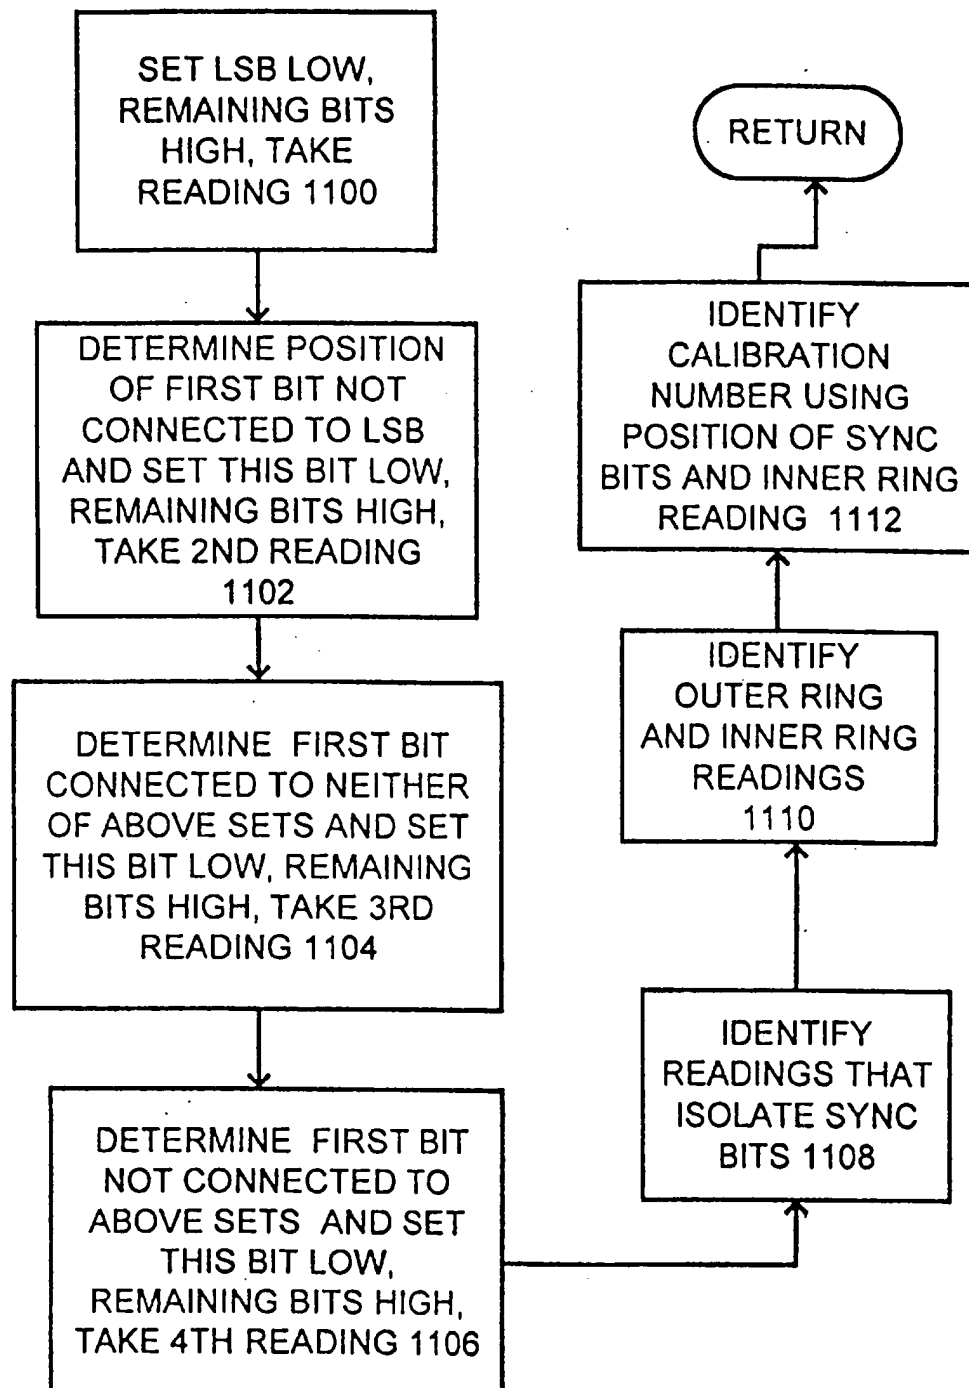 SET LSB LOW,
REMAINING BITS
HIGH, TAKE
READING 1100
DETERMINE POSITION
OF FIRST BIT NOT
CONNECTED TO LSB
AND SET THIS BIT LOW,
REMAINING BITS HIGH,
TAKE 2ND READING
1102
DETERMINE FIRST BIT
CONNECTED TO NEITHER
OF ABOVE SETS AND SET
THIS BIT LOW, REMAINING
BITS HIGH, TAKE 3RD
READING 1104
DETERMINE FIRST BIT
NOT CONNECTED TO
ABOVE SETS AND SET
THIS BIT LOW,
REMAINING BITS HIGH,
TAKE 4TH READING 1106
IDENTIFY
READINGS THAT
ISOLATE SYNC
BITS 1108
IDENTIFY
OUTER RING
AND INNER RING
READINGS
1110
IDENTIFY
CALIBRATION
NUMBER USING
POSITION OF SYNC
BITS AND INNER RING
READING 1112
RETURN